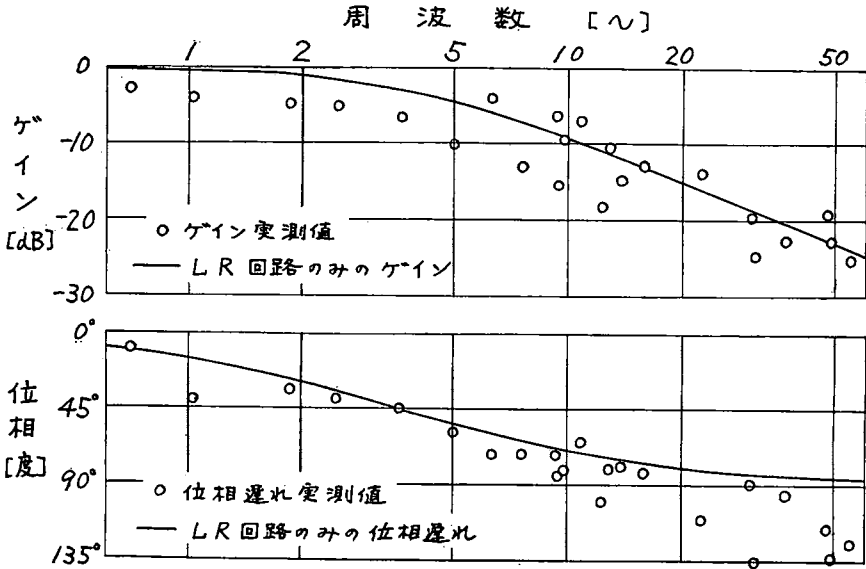 周 波 数 [~]
1 2 5 10 20 50
ゲイン
[dB]
0
-10
-20
-30
○ ゲイン実測値
— LR回路のみのゲイン
位相
[度]
0°
45°
90°
135°
○ 位相遅れ実測値
— LR回路のみの位相遅れ